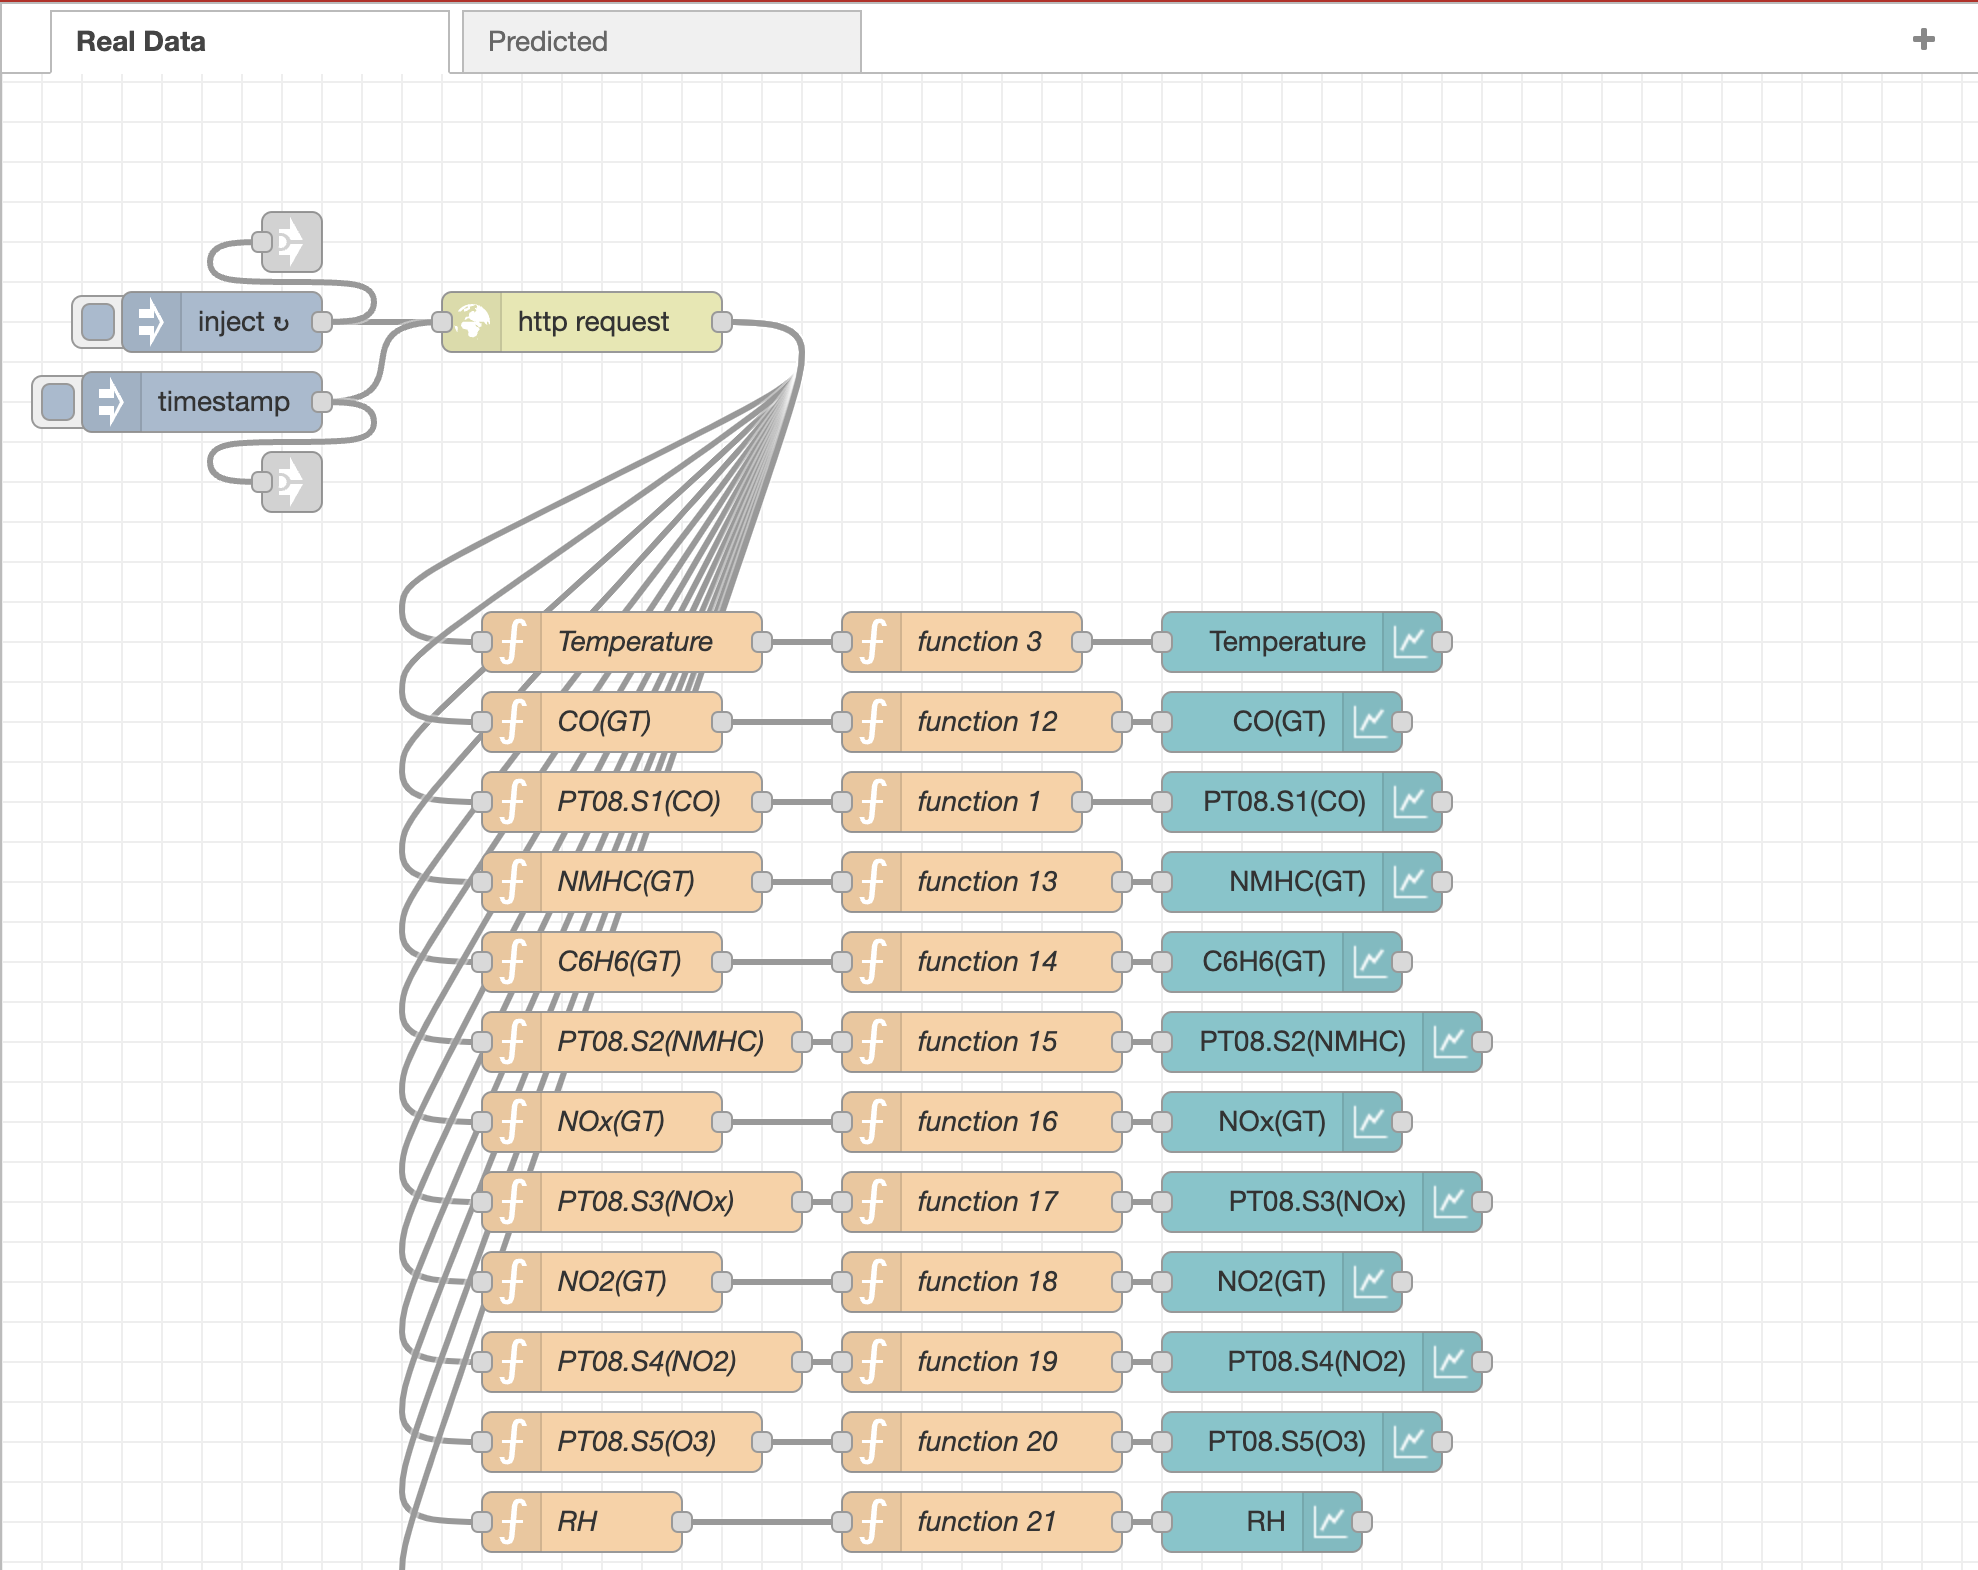 Real Data
Predicted
inject ↻
http request
timestamp
Temperature
function 3
Temperature
CO(GT)
function 12
CO(GT)
PT08.S1(CO)
function 1
PT08.S1(CO)
NMHC(GT)
function 13
NMHC(GT)
C6H6(GT)
function 14
C6H6(GT)
PT08.S2(NMHC)
function 15
PT08.S2(NMHC)
NOx(GT)
function 16
NOx(GT)
PT08.S3(NOx)
function 17
PT08.S3(NOx)
NO2(GT)
function 18
NO2(GT)
PT08.S4(NO2)
function 19
PT08.S4(NO2)
PT08.S5(O3)
function 20
PT08.S5(O3)
RH
function 21
RH